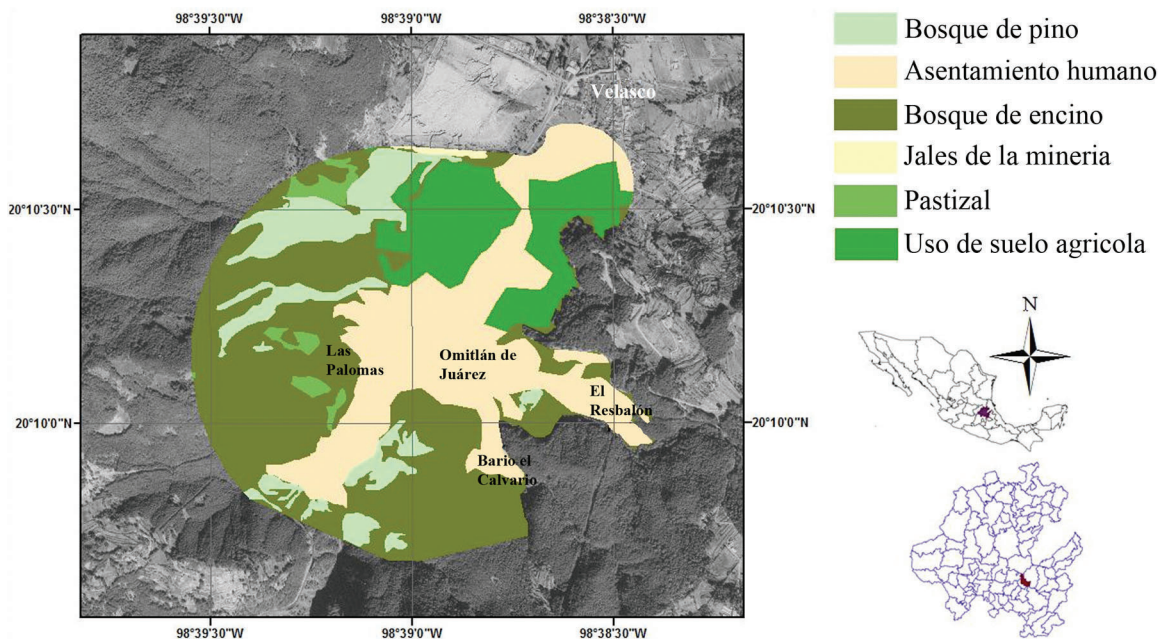 98°39'30"W
98°39'0"W
98°38'30"W
Velasco
20°10'30"N
20°10'30"N
Las
Palomas
Omitlán de
Juárez
El
Resbalón
20°10'0"N
20°10'0"N
Bario el
Calvario
98°39'30"W
98°39'0"W
98°38'30"W
Bosque de pino
Asentamiento humano
Bosque de encino
Jales de la mineria
Pastizal
Uso de suelo agricola
N